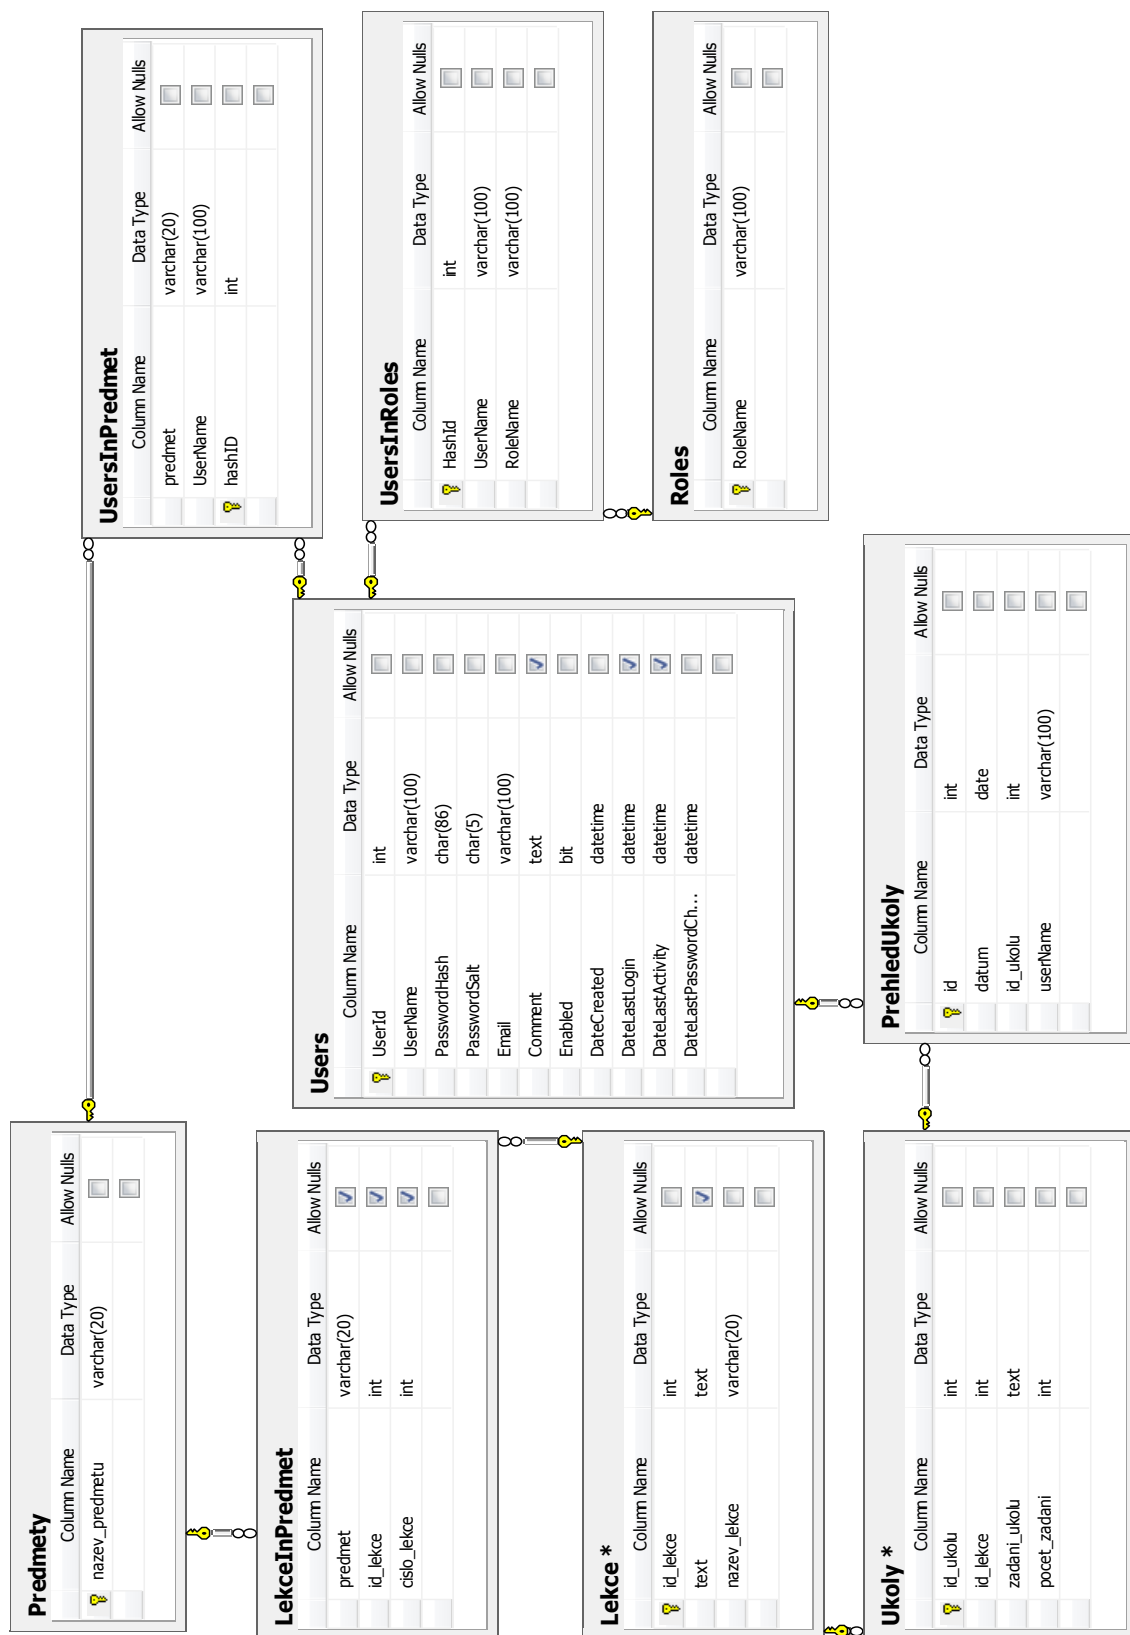 Predmety
Column Name Data Type Allow Nulls
nazev_predmetu varchar(20)
LekceInPredmet
Column Name Data Type Allow Nulls
predmet varchar(20)
id_lekce int
cislo_lekce int
Lekce *
Column Name Data Type Allow Nulls
id_lekce int
text text
nazev_lekce varchar(20)
Ukoly *
Column Name Data Type Allow Nulls
id_ukolu int
id_lekce int
zadani_ukolu text
pocet_zadani int
Users
Column Name Data Type Allow Nulls
UserId int
UserName varchar(100)
PasswordHash char(86)
PasswordSalt char(5)
Email varchar(100)
Comment text
Enabled bit
DateCreated datetime
DateLastLogin datetime
DateLastActivity datetime
DateLastPasswordCh... datetime
PrehledUkoly
Column Name Data Type Allow Nulls
id int
datum date
id_ukolu int
userName varchar(100)
UsersInPredmet
Column Name Data Type Allow Nulls
predmet varchar(20)
UserName varchar(100)
hashID int
UsersInRoles
Column Name Data Type Allow Nulls
HashId int
UserName varchar(100)
RoleName varchar(100)
Roles
Column Name Data Type Allow Nulls
RoleName varchar(100)